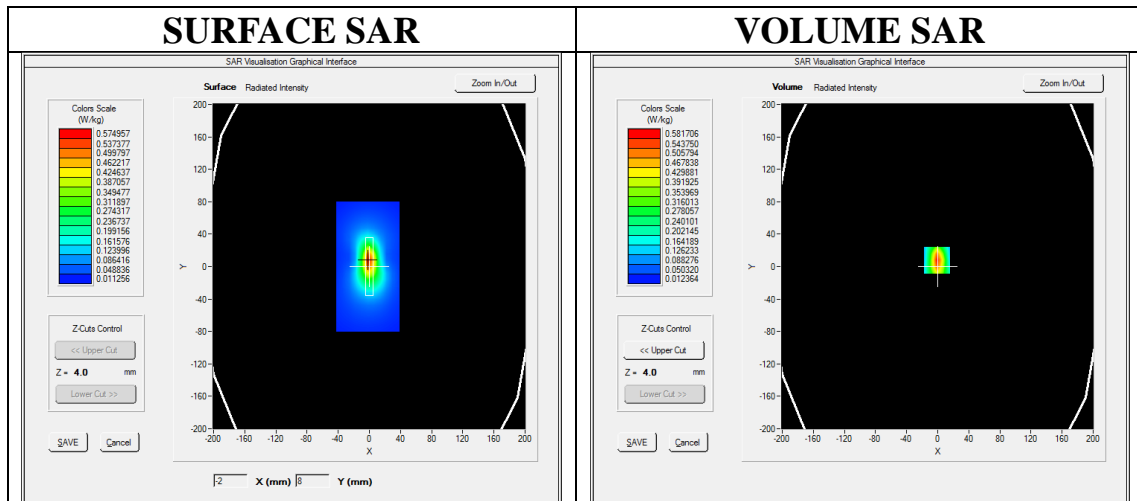 SURFACE SAR
SAR Visualisation Graphical Interface
Surface Radiated Intensity
Zoom In/Out
Colors Scale
(W/kg)
0.574957
0.537377
0.499797
0.462217
0.424637
0.387057
0.349477
0.311897
0.274317
0.236737
0.199156
0.161576
0.123996
0.086416
0.048836
0.011256
Z-Cuts Control
<< Upper Cut
Z = 4.0 mm
Lower Cut >>
SAVE Cancel
200
160
120
80
40
0
-40
-80
-120
-160
-200
Y
-200 -160 -120 -80 -40 0 40 80 120 160 200
X
-2 X (mm) 8 Y (mm)
VOLUME SAR
SAR Visualisation Graphical Interface
Volume Radiated Intensity
Zoom In/Out
Colors Scale
(W/kg)
0.581706
0.543750
0.505794
0.467838
0.429881
0.391925
0.353969
0.316013
0.278057
0.240101
0.202145
0.164189
0.126233
0.088276
0.050320
0.012364
Z-Cuts Control
<< Upper Cut
Z = 4.0 mm
Lower Cut >>
SAVE Cancel
200
160
120
80
40
0
-40
-80
-120
-160
-200
Y
-200 -160 -120 -80 -40 0 40 80 120 160 200
X